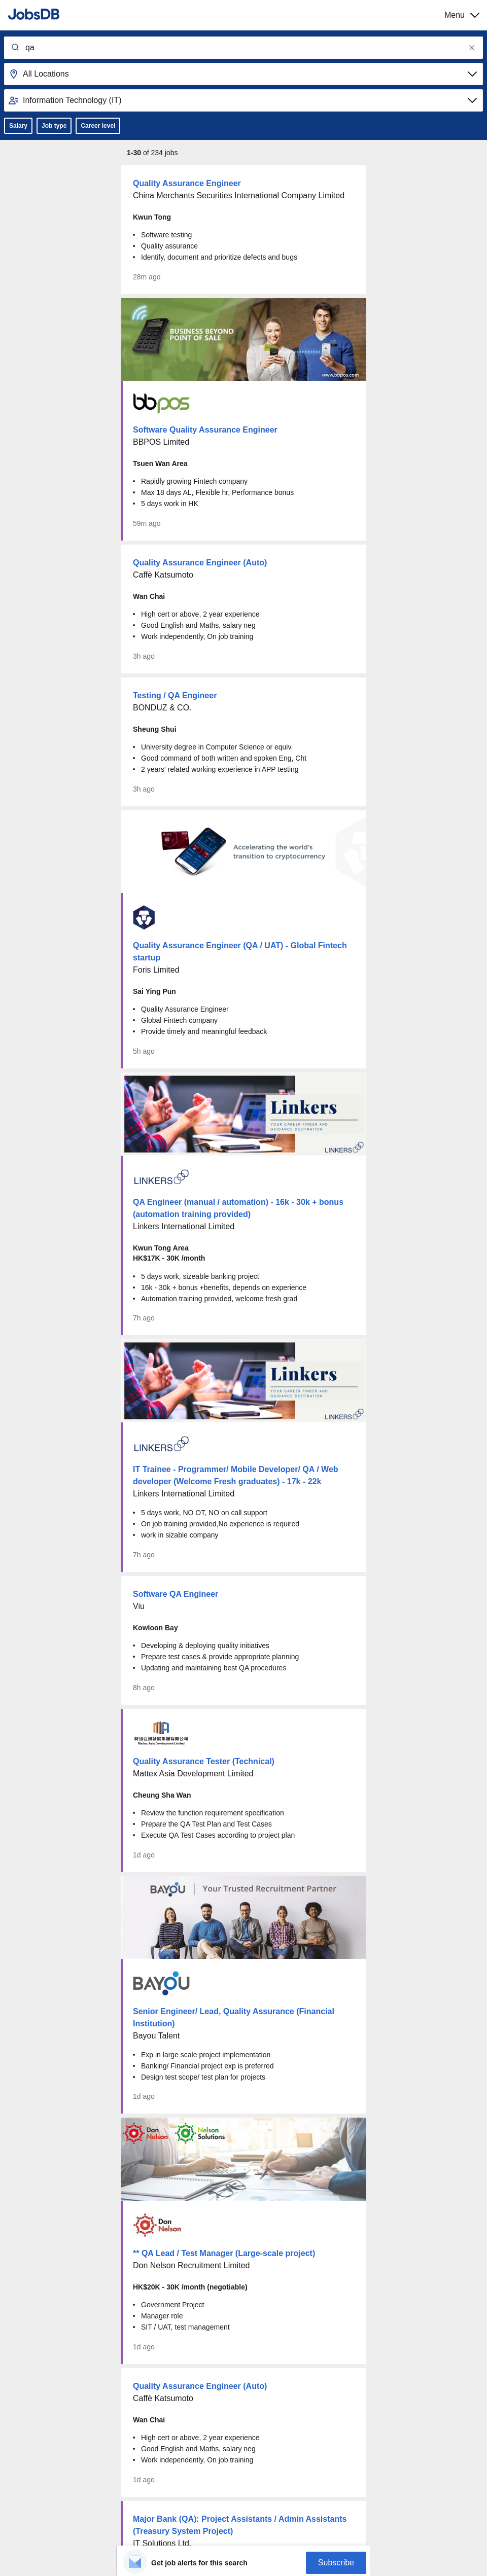 JobsDB
Menu
qa
All Locations
Information Technology (IT)
Salary
Job type
Career level
1-30 of 234 jobs
Quality Assurance Engineer
China Merchants Securities International Company Limited
Kwun Tong
• Software testing
• Quality assurance
• Identify, document and prioritize defects and bugs
28m ago
BUSINESS BEYOND
POINT OF SALE
www.bbpos.com
bbpos
Software Quality Assurance Engineer
BBPOS Limited
Tsuen Wan Area
• Rapidly growing Fintech company
• Max 18 days AL, Flexible hr, Performance bonus
• 5 days work in HK
59m ago
Quality Assurance Engineer (Auto)
Caffè Katsumoto
Wan Chai
• High cert or above, 2 year experience
• Good English and Maths, salary neg
• Work independently, On job training
3h ago
Testing / QA Engineer
BONDUZ & CO.
Sheung Shui
• University degree in Computer Science or equiv.
• Good command of both written and spoken Eng, Cht
• 2 years' related working experience in APP testing
3h ago
Accelerating the world's
transition to cryptocurrency
Quality Assurance Engineer (QA / UAT) - Global Fintech
startup
Foris Limited
Sai Ying Pun
• Quality Assurance Engineer
• Global Fintech company
• Provide timely and meaningful feedback
5h ago
Linkers
YOUR CAREER FINDER AND
GUIDANCE DESTINATION
LINKERS
LINKERS
QA Engineer (manual / automation) - 16k - 30k + bonus
(automation training provided)
Linkers International Limited
Kwun Tong Area
HK$17K - 30K /month
• 5 days work, sizeable banking project
• 16k - 30k + bonus +benefits, depends on experience
• Automation training provided, welcome fresh grad
7h ago
Linkers
YOUR CAREER FINDER AND
GUIDANCE DESTINATION
LINKERS
LINKERS
IT Trainee - Programmer/ Mobile Developer/ QA / Web
developer (Welcome Fresh graduates) - 17k - 22k
Linkers International Limited
• 5 days work, NO OT, NO on call support
• On job training provided,No experience is required
• work in sizable company
7h ago
Software QA Engineer
Viu
Kowloon Bay
• Developing & deploying quality initiatives
• Prepare test cases & provide appropriate planning
• Updating and maintaining best QA procedures
8h ago
Mattex Asia Development Limited
Quality Assurance Tester (Technical)
Mattex Asia Development Limited
Cheung Sha Wan
• Review the function requirement specification
• Prepare the QA Test Plan and Test Cases
• Execute QA Test Cases according to project plan
1d ago
BAYOU
Your Trusted Recruitment Partner
BAYOU
Senior Engineer/ Lead, Quality Assurance (Financial
Institution)
Bayou Talent
• Exp in large scale project implementation
• Banking/ Financial project exp is preferred
• Design test scope/ test plan for projects
1d ago
Don
Nelson
Nelson
Solutions
Don
Nelson
** QA Lead / Test Manager (Large-scale project)
Don Nelson Recruitment Limited
HK$20K - 30K /month (negotiable)
• Government Project
• Manager role
• SIT / UAT, test management
1d ago
Quality Assurance Engineer (Auto)
Caffè Katsumoto
Wan Chai
• High cert or above, 2 year experience
• Good English and Maths, salary neg
• Work independently, On job training
1d ago
Major Bank (QA): Project Assistants / Admin Assistants
(Treasury System Project)
IT Solutions Ltd.
Get job alerts for this search
Subscribe